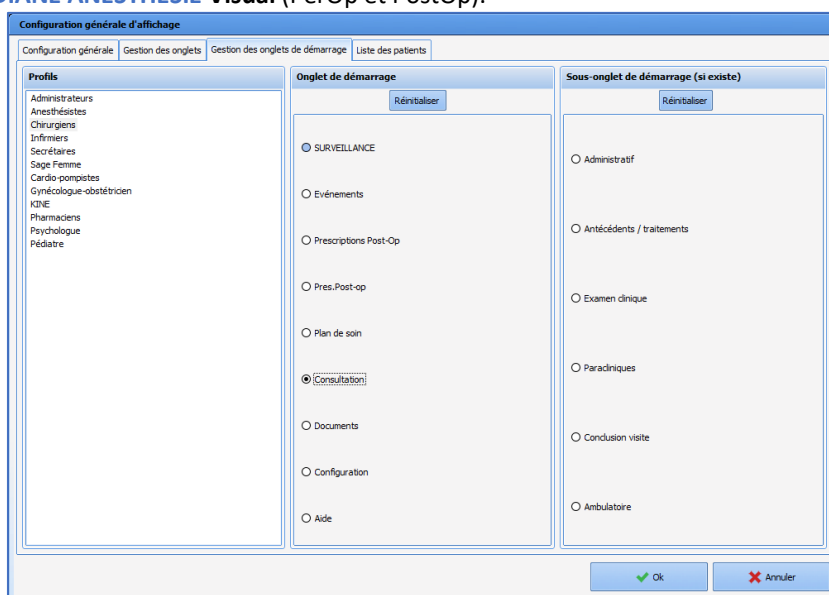 DIANE ANESTHESIE Visual (PerOp et PostOp).
Configuration générale d'affichage
Configuration générale Gestion des onglets Gestion des onglets de démarrage Liste des patients
Profils
Administrateurs
Anesthésistes
Chirurgiens
Infirmiers
Secrétaires
Sage Femme
Cardio-pompistes
Gynécologue-obstétricien
KINE
Pharmaciens
Psychologue
Pédiatre
Onglet de démarrage
Réinitialiser
SURVEILLANCE
Evénements
Prescriptions Post-Op
Pres.Post-op
Plan de soin
Consultation
Documents
Configuration
Aide
Sous-onglet de démarrage (si existe)
Réinitialiser
Administratif
Antécédents / traitements
Examen clinique
Paracliniques
Conclusion visite
Ambulatoire
Ok
Annuler